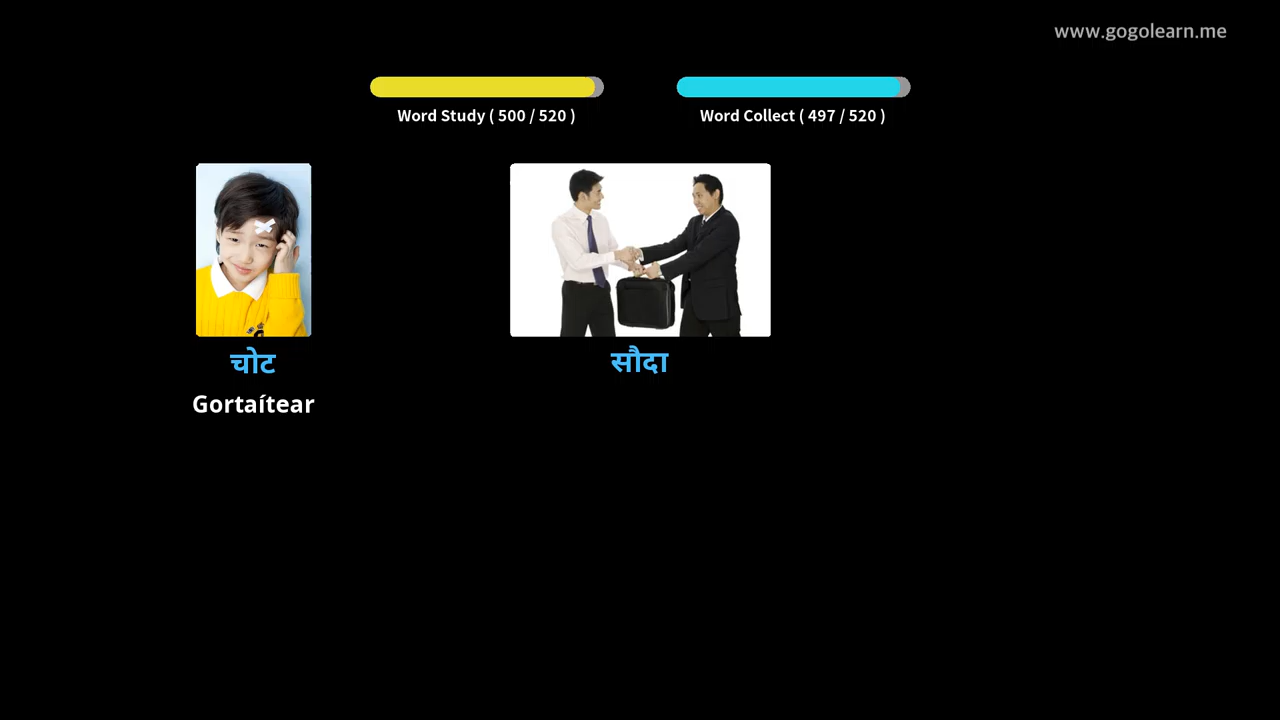 www.gogolearn.me
Word Study ( 500 / 520 )
Word Collect ( 497 / 520 )
चोट
सौदा
Gortaítear